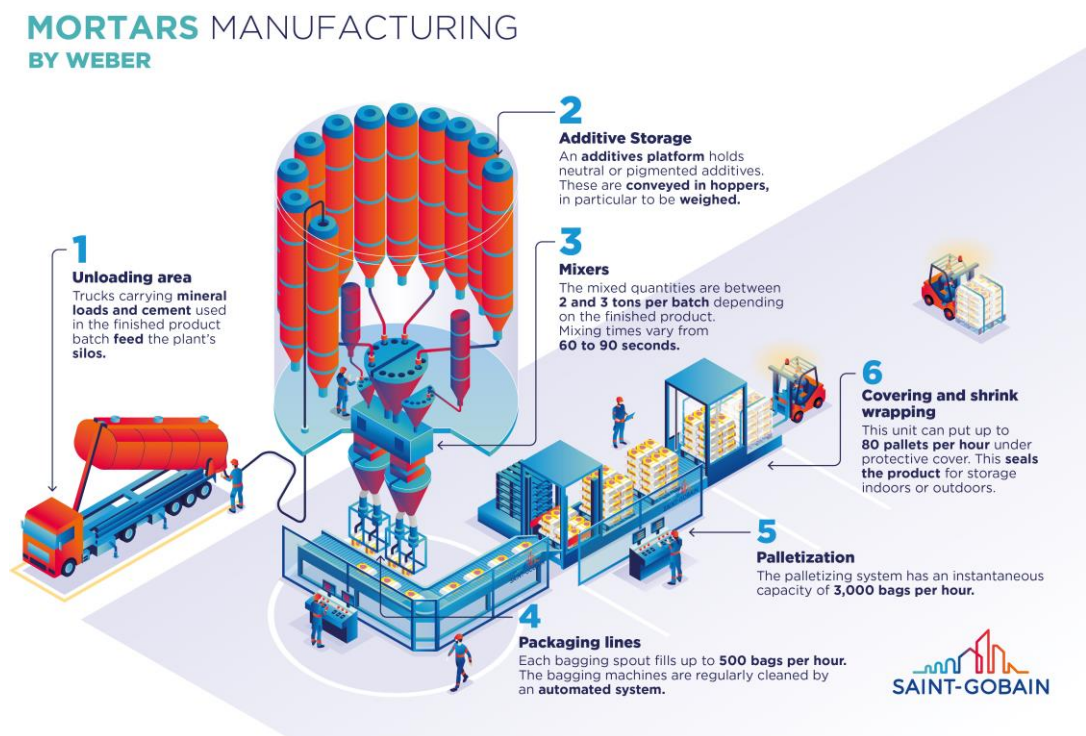 MORTARS MANUFACTURING
BY WEBER
1
Unloading area
Trucks carrying mineral
loads and cement used
in the finished product
batch feed the plant's
silos.
2
Additive Storage
An additives platform holds
neutral or pigmented additives.
These are conveyed in hoppers,
in particular to be weighed.
3
Mixers
The mixed quantities are between
2 and 3 tons per batch depending
on the finished product.
Mixing times vary from
60 to 90 seconds.
6
Covering and shrink
wrapping
This unit can put up to
80 pallets per hour under
protective cover. This seals
the product for storage
indoors or outdoors.
5
Palletization
The palletizing system has an instantaneous
capacity of 3,000 bags per hour.
4
Packaging lines
Each bagging spout fills up to 500 bags per hour.
The bagging machines are regularly cleaned by
an automated system.
SAINT-GOBAIN